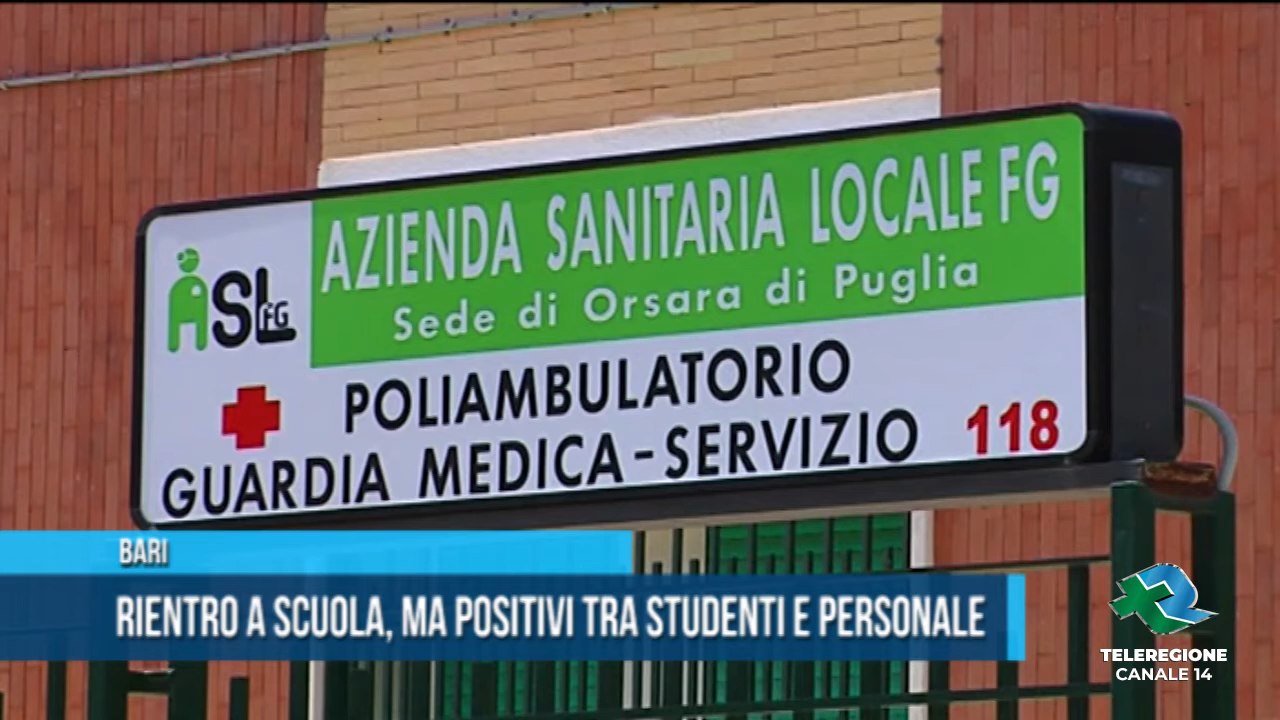 AZIENDA SANITARIA LOCALE FG
ASL FG
Sede di Orsara di Puglia
POLIAMBULATORIO
GUARDIA MEDICA-SERVIZIO 118
BARI
RIENTRO A SCUOLA, MA POSITIVI TRA STUDENTI E PERSONALE
TELEREGIONE
CANALE 14